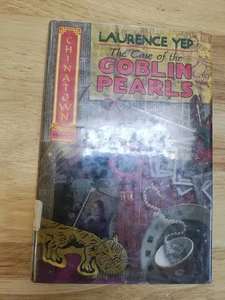 LAURENCE YEP
The Case of the
GOBLIN
PEARLS
CHINATOWN